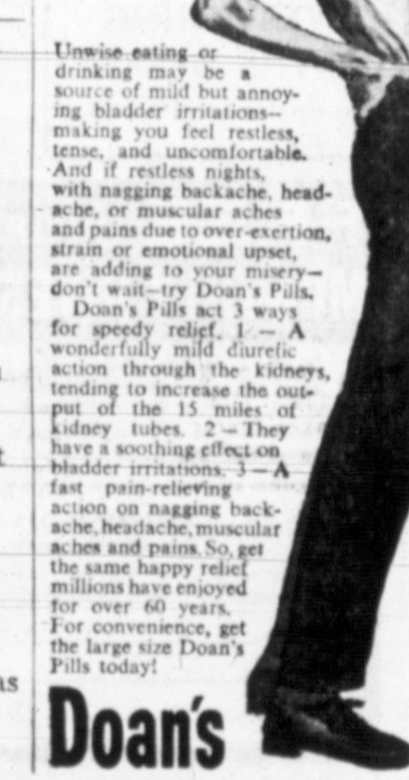 Unwise eating or
drinking may be a
source of mild but annoy-
ing bladder irritations—
making you feel restless,
tense, and uncomfortable.
And if restless nights,
with nagging backache, head-
ache, or muscular aches
and pains due to over-exertion,
strain or emotional upset,
are adding to your misery—
don't wait—try Doan's Pills.
Doan's Pills act 3 ways
for speedy relief. 1 — A
wonderfully mild diuretic
action through the kidneys,
tending to increase the out-
put of the 15 miles of
kidney tubes. 2 — They
have a soothing effect on
bladder irritations. 3 — A
fast pain-relieving
action on nagging back-
ache, headache, muscular
aches and pains. So, get
the same happy relief
millions have enjoyed
for over 60 years.
For convenience, get
the large size Doan's
Pills today!
Doan's